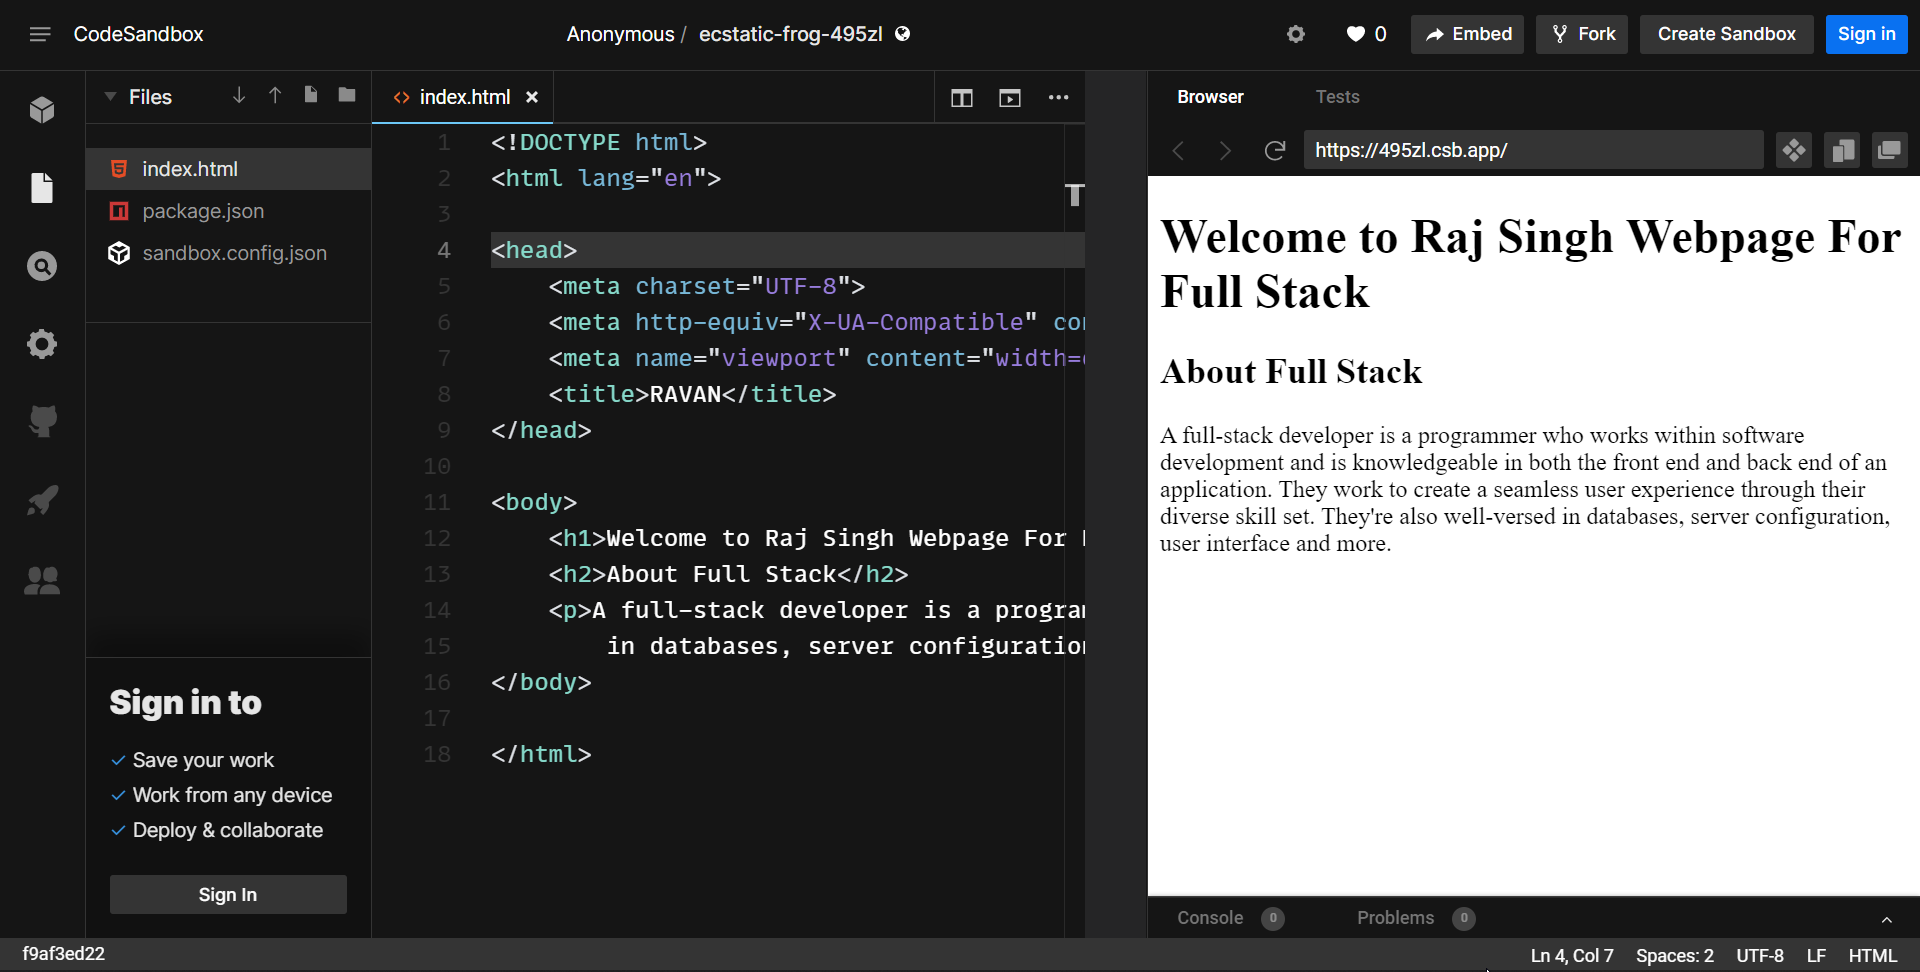 CodeSandbox
Anonymous / ecstatic-frog-495zl
0
Embed
Fork
Create Sandbox
Sign in
Files
index.html
package.json
sandbox.config.json
Sign in to
Save your work
Work from any device
Deploy & collaborate
Sign In
index.html
1 <!DOCTYPE html>
2 <html lang="en">
3
4 <head>
5 <meta charset="UTF-8">
6 <meta http-equiv="X-UA-Compatible"
7 <meta name="viewport" content="width=
8 <title>RAVAN</title>
9 </head>
10
11 <body>
12 <h1>Welcome to Raj Singh Webpage For
13 <h2>About Full Stack</h2>
14 <p>A full-stack developer is a
15 in databases, server
16 </body>
17
18 </html>
Browser
Tests
https://495zl.csb.app/
Welcome to Raj Singh Webpage For
Full Stack
About Full Stack
A full-stack developer is a programmer who works within software
development and is knowledgeable in both the front end and back end of an
application. They work to create a seamless user experience through their
diverse skill set. They're also well-versed in databases, server configuration,
user interface and more.
Console 0
Problems 0
f9af3ed22
Ln 4, Col 7
Spaces: 2
UTF-8
LF
HTML